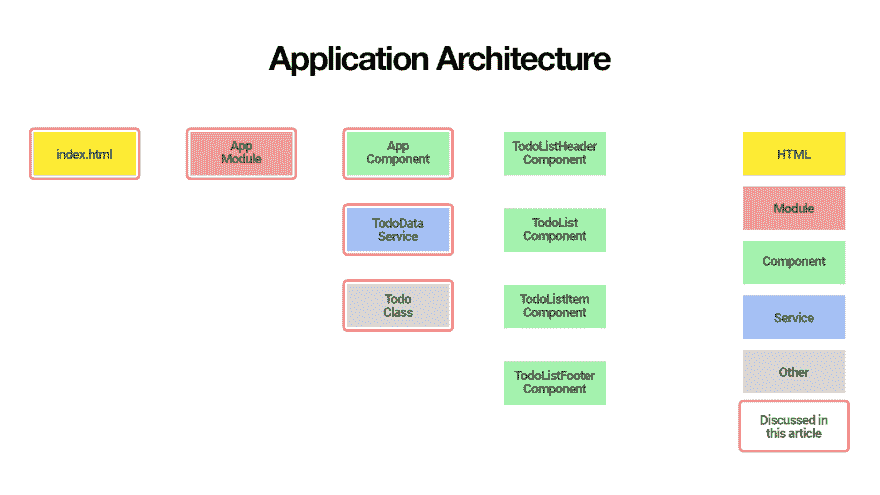 Application Architecture
index.html
App
Module
App
Component
TodoListHeader
Component
HTML
TodoData
Service
TodoList
Component
Module
Component
Todo
Class
TodoListItem
Component
Service
TodoListFooter
Component
Other
Discussed in
this article